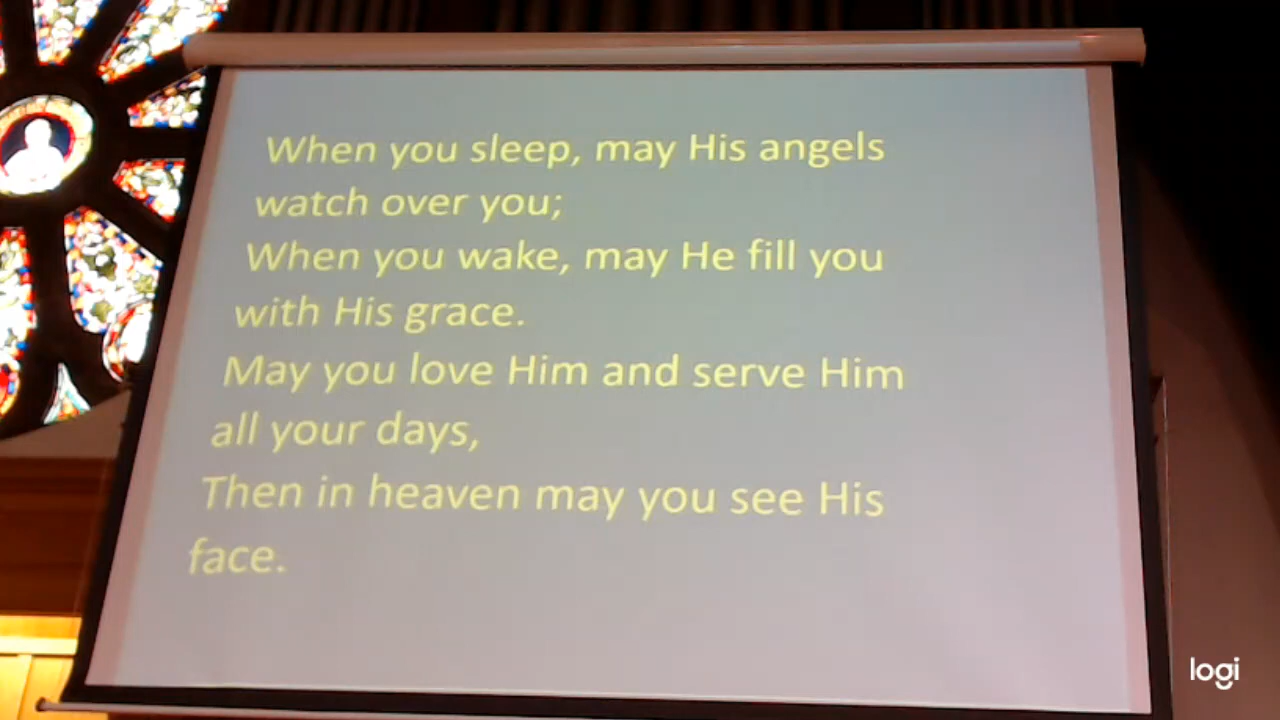 When you sleep, may His angels
watch over you;
When you wake, may He fill you
with His grace.
May you love Him and serve Him
all your days,
Then in heaven may you see His
face.
logi